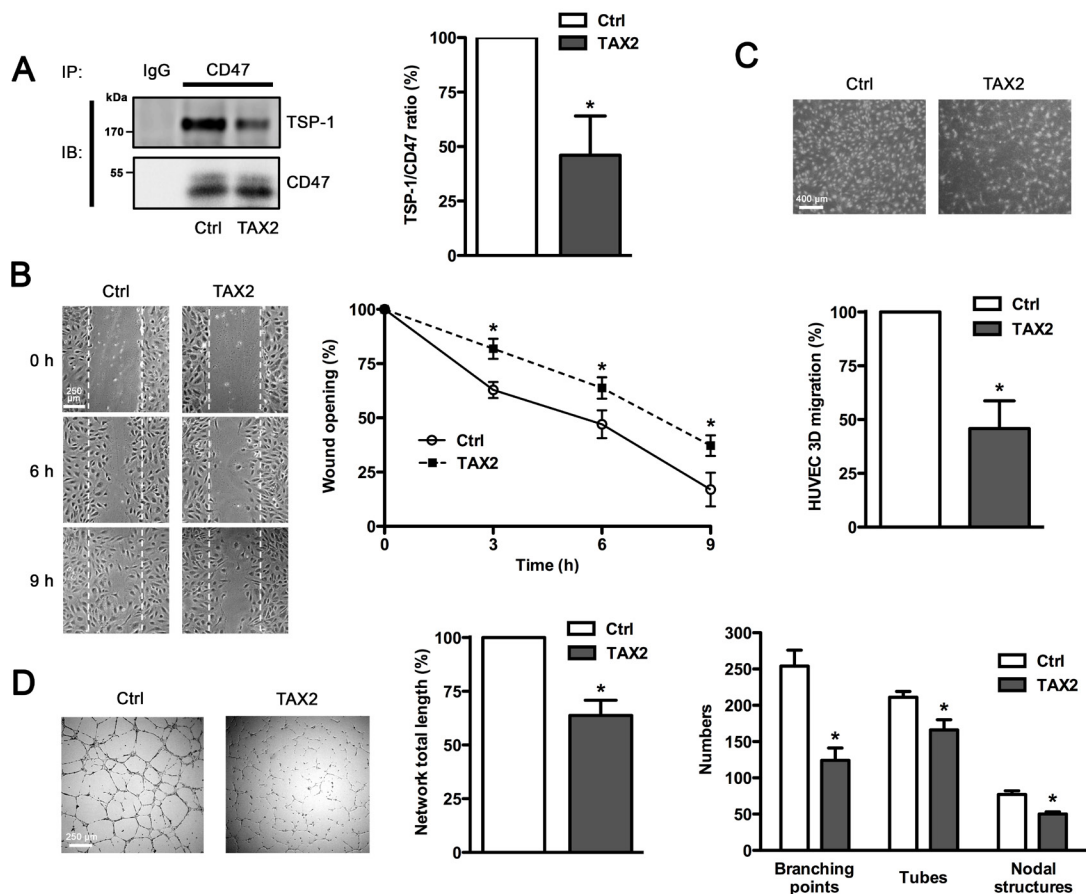 A
IP:
IgG
CD47
kDa
170
TSP-1
IB:
55
CD47
Ctrl
TAX2
TSP-1/CD47 ratio (%)
100
75
50
25
0
*
Ctrl
TAX2
C
Ctrl
TAX2
400 µm
HUVEC 3D migration (%)
100
75
50
25
0
*
Ctrl
TAX2
B
Ctrl
TAX2
0 h
250
µm
6 h
9 h
Wound opening (%)
100
75
50
25
0
*
*
*
Ctrl
TAX2
0
3
6
9
Time (h)
D
Ctrl
TAX2
250 µm
Network total length (%)
100
75
50
25
0
*
Ctrl
TAX2
Numbers
300
250
200
150
100
50
0
*
*
*
Ctrl
TAX2
Branching
points
Tubes
Nodal
structures